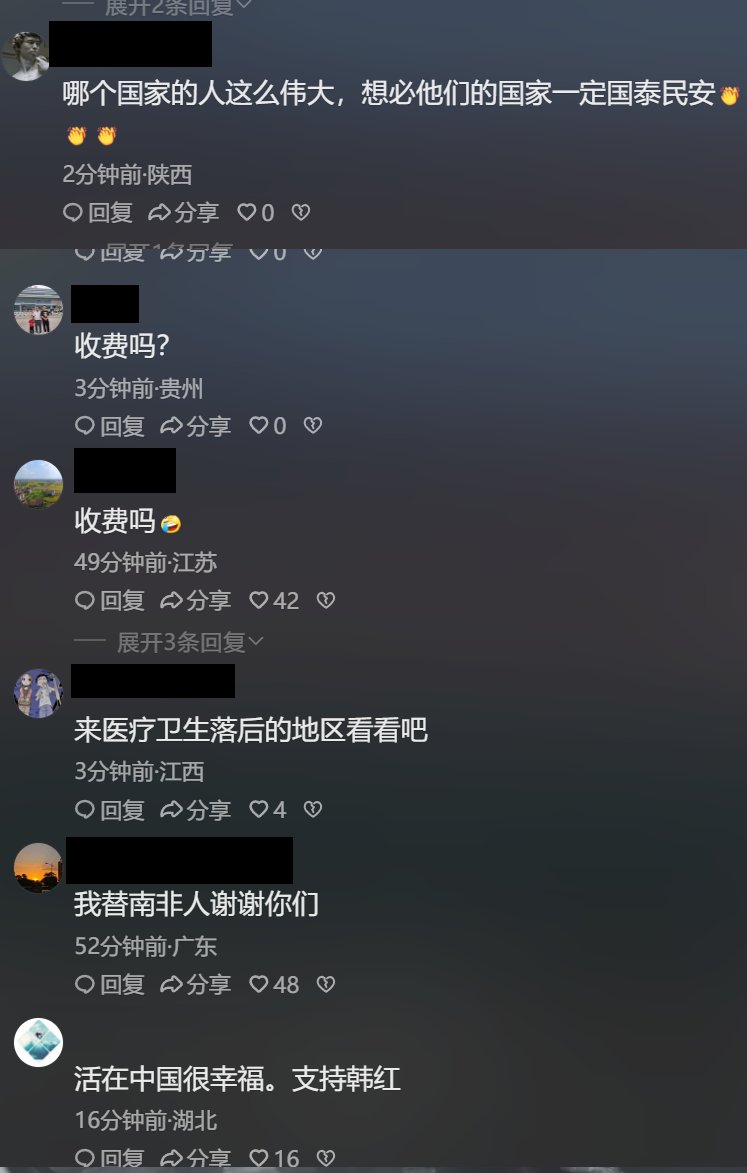 展开2条回复
哪个国家的人这么伟大，想必他们的国家一定国泰民安👏
👏👏
2分钟前·陕西
回复 分享 0
展开1条回复
回复 分享 0
收费吗？
3分钟前·贵州
回复 分享 0
收费吗🤣
49分钟前·江苏
回复 分享 42
展开3条回复
来医疗卫生落后的地区看看吧
3分钟前·江西
回复 分享 4
我替南非人谢谢你们
52分钟前·广东
回复 分享 48
活在中国很幸福。支持韩红
16分钟前·湖北
回复 分享 16